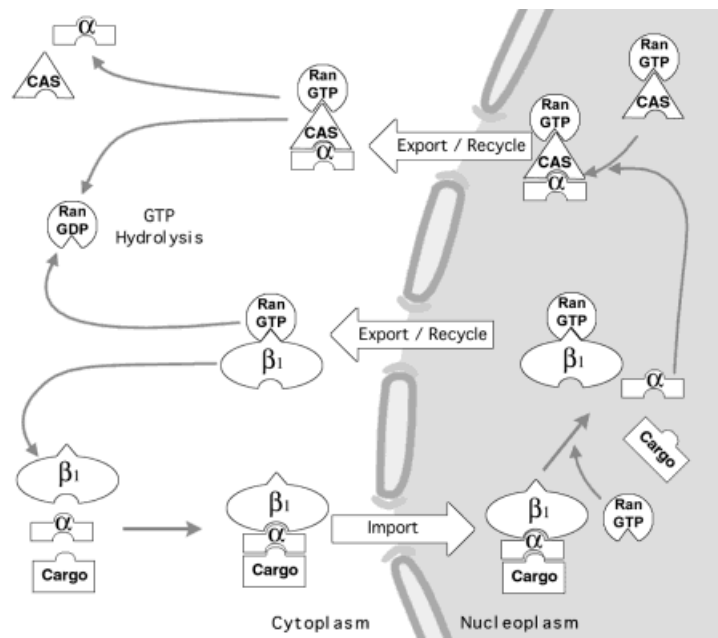 α
CAS
Ran
GTP
CAS
α
Ran
GTP
CAS
α
Ran
GTP
CAS
Export / Recycle
Ran
GDP
GTP
Hydrolysis
Ran
GTP
β1
Export / Recycle
Ran
GTP
β1
α
Cargo
β1
α
Cargo
β1
α
Cargo
Import
β1
α
Cargo
Ran
GTP
Cytoplasm
Nucleoplasm